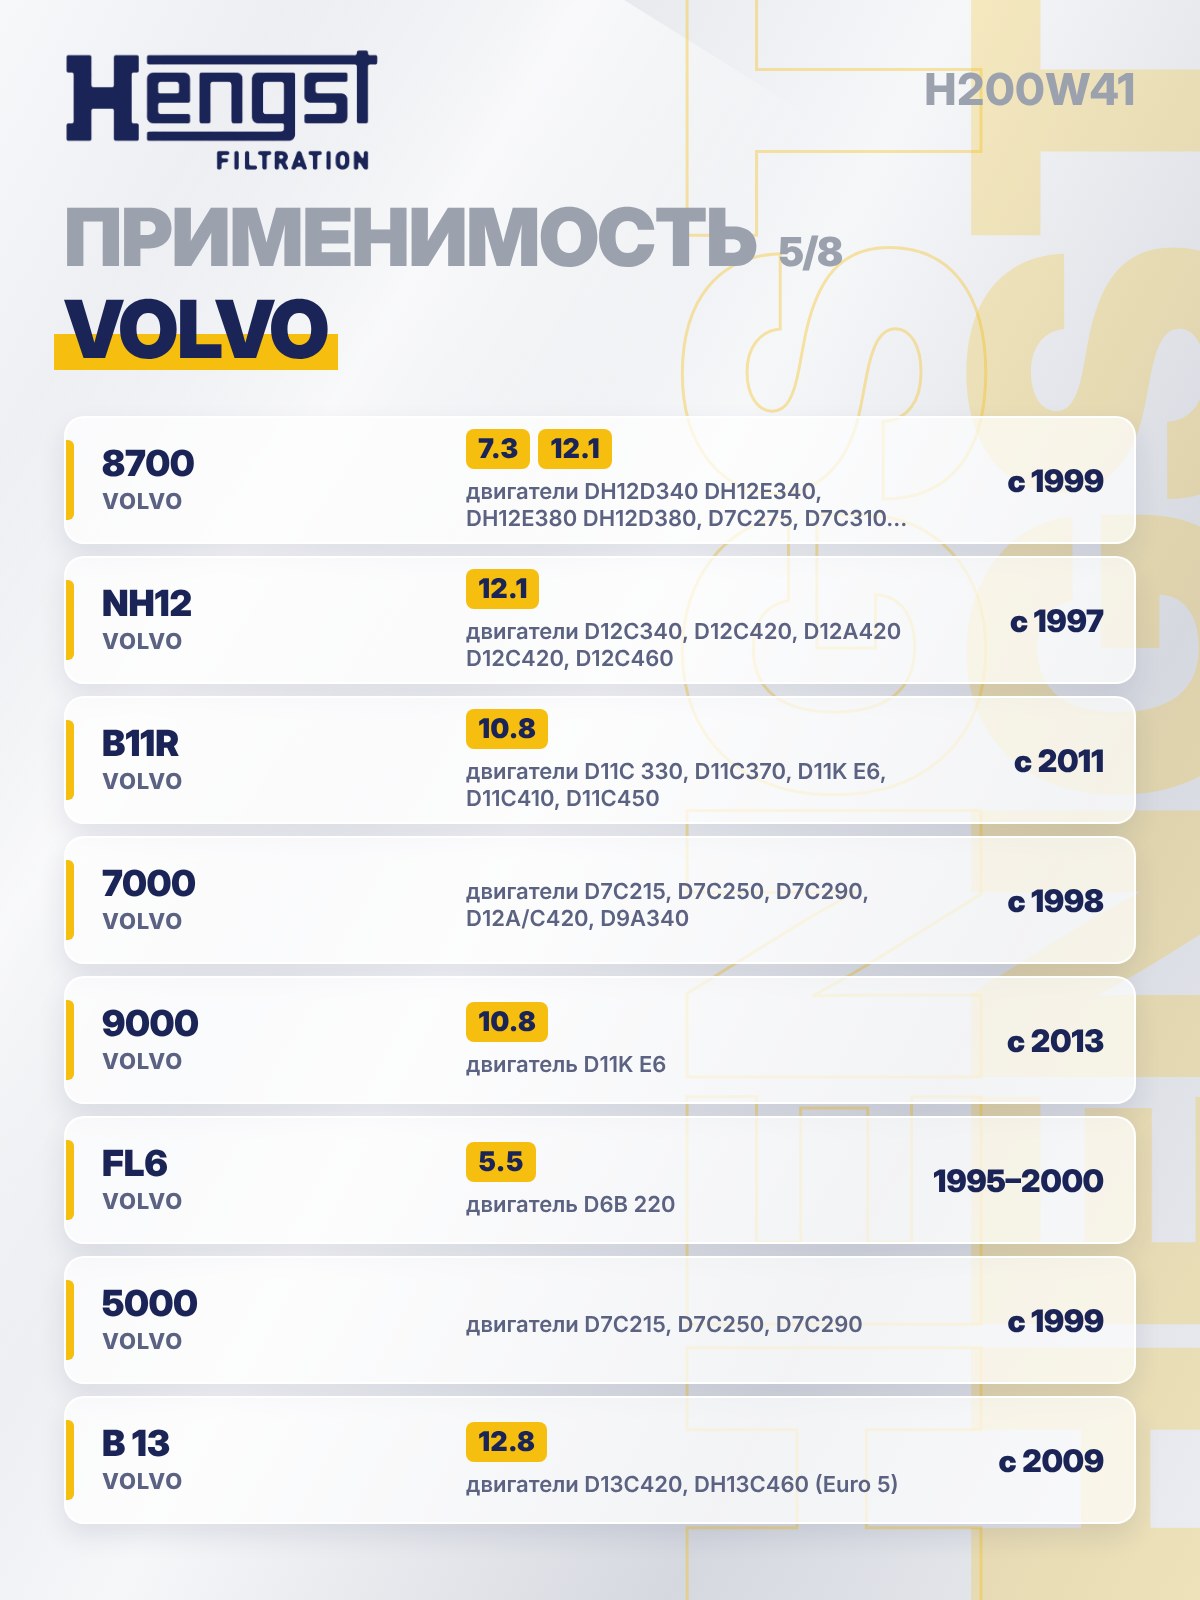 Hengst
FILTRATION
H200W41
ПРИМЕНИМОСТЬ 5/8
VOLVO
8700
VOLVO
7.3 12.1
двигатели DH12D340 DH12E340,
DH12E380 DH12D380, D7C275, D7C310...
с 1999
NH12
VOLVO
12.1
двигатели D12C340, D12C420, D12A420
D12C420, D12C460
с 1997
B11R
VOLVO
10.8
двигатели D11C 330, D11C370, D11K E6,
D11C410, D11C450
с 2011
7000
VOLVO
двигатели D7C215, D7C250, D7C290,
D12A/C420, D9A340
с 1998
9000
VOLVO
10.8
двигатель D11K E6
с 2013
FL6
VOLVO
5.5
двигатель D6B 220
1995–2000
5000
VOLVO
двигатели D7C215, D7C250, D7C290
с 1999
B 13
VOLVO
12.8
двигатели D13C420, DH13C460 (Euro 5)
с 2009
HENGST
HENGST